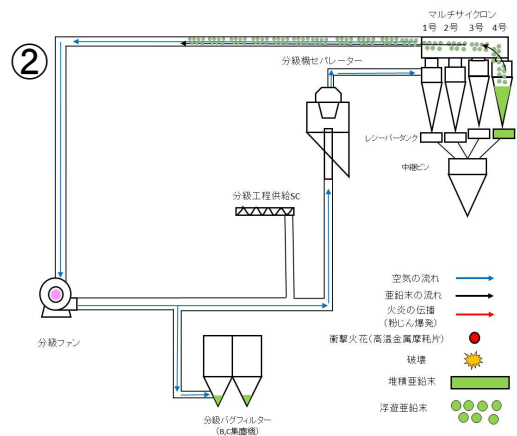 マルチサイクロン
1号 2号 3号 4号
②
分級機セパレーター
レシーバータンク
中継ビン
分級工程供給SC
分級ファン
分級バグフィルター
(B,C集塵機)
空気の流れ
亜鉛末の流れ
火炎の伝播
(粉じん爆発)
衝撃火花(高温金属摩耗片)
破壊
堆積亜鉛末
浮遊亜鉛末